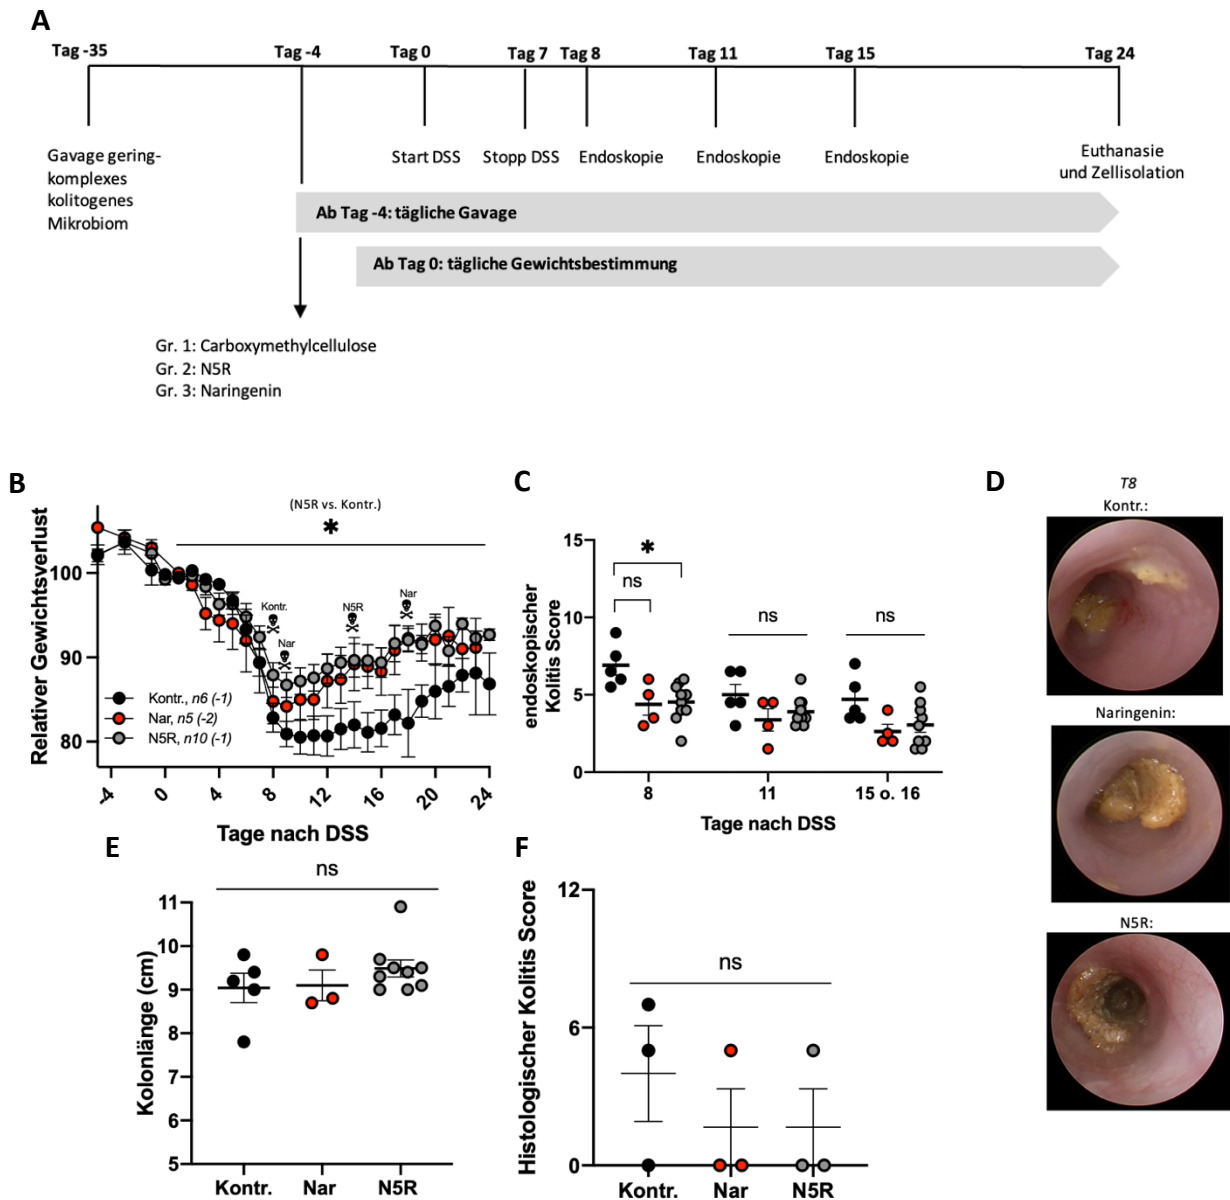 A
Tag -35
Tag -4
Tag 0
Tag 7
Tag 8
Tag 11
Tag 15
Tag 24
Gavage gering-
komplexes
kolitogenes
Mikrobiom
Start DSS
Stopp DSS
Endoskopie
Endoskopie
Endoskopie
Euthanasie
und Zellisolation
Ab Tag -4: tägliche Gavage
Ab Tag 0: tägliche Gewichtsbestimmung
Gr. 1: Carboxymethylcellulose
Gr. 2: N5R
Gr. 3: Naringenin
B
(N5R vs. Kontr.)
*
Relativer Gewichtsverlust
100
90
80
Kontr.
Nar
N5R
Nar
Kontr., n6 (-1)
Nar, n5 (-2)
N5R, n10 (-1)
-4
0
4
8
12
16
20
24
Tage nach DSS
C
endoskopischer
Kolitis Score
15
10
5
0
*
ns
ns
ns
8
11
15 o. 16
Tage nach DSS
D
T8
Kontr.:
Naringenin:
N5R:
E
ns
Kolonlänge (cm)
11
10
9
8
7
6
5
Kontr.
Nar
N5R
F
Histologischer Kolitis Score
12
6
0
ns
Kontr.
Nar
N5R